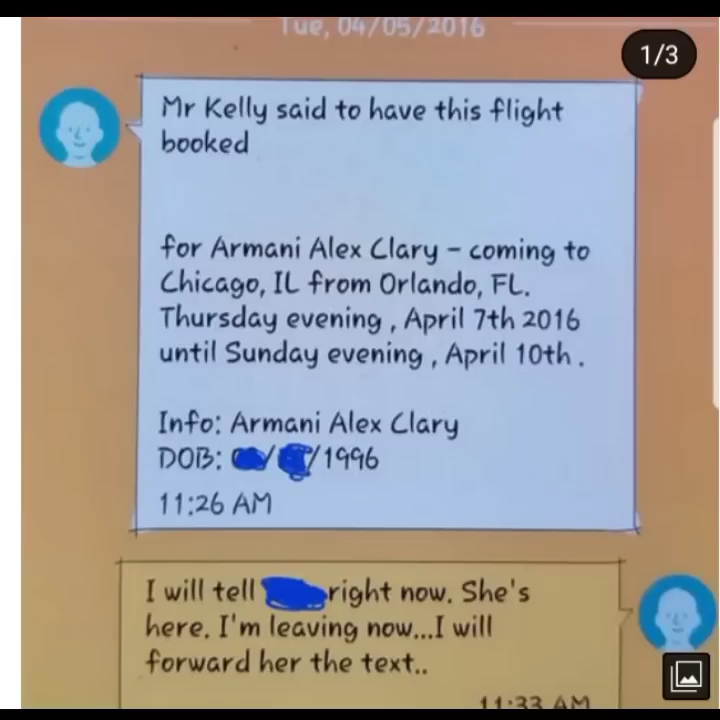 Tue, 04/05/2016
1/3
Mr Kelly said to have this flight
booked
for Armani Alex Clary - coming to
Chicago, IL from Orlando, FL.
Thursday evening , April 7th 2016
until Sunday evening , April 10th .
Info: Armani Alex Clary
DOB: / /1996
11:26 AM
I will tell right now. She's
here. I'm leaving now...I will
forward her the text..
11:33 AM